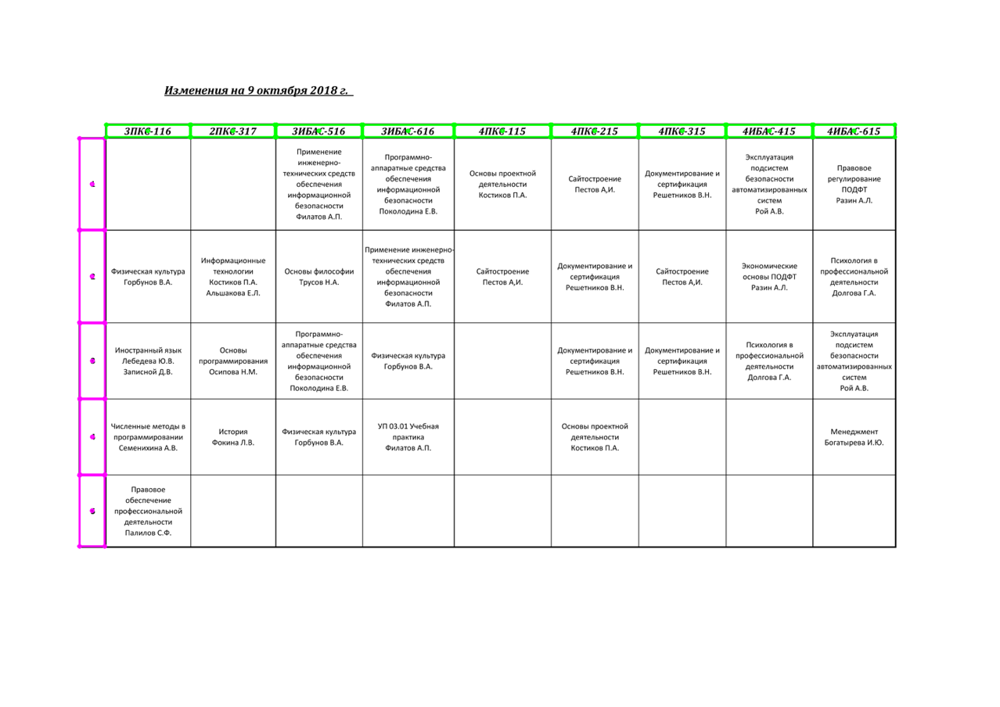 Изменения на 9 октября 2018 г.
3ПКС-116
2ПКС-317
3ИБАС-516
3ИБАС-616
4ПКС-115
4ПКС-215
4ПКС-315
4ИБАС-415
4ИБАС-615
1
Применение
инженерно-
технических средств
обеспечения
информационной
безопасности
Филатов А.П.
Программно-
аппаратные средства
обеспечения
информационной
безопасности
Поколодина Е.В.
Основы проектной
деятельности
Костиков П.А.
Сайтостроение
Пестов А,И.
Документирование и
сертификация
Решетников В.Н.
Эксплуатация
подсистем
безопасности
автоматизированных
систем
Рой А.В.
Правовое
регулирование
ПОДФТ
Разин А.Л.
2
Физическая культура
Горбунов В.А.
Информационные
технологии
Костиков П.А.
Альшакова Е.Л.
Основы философии
Трусов Н.А.
Применение инженерно-
технических средств
обеспечения
информационной
безопасности
Филатов А.П.
Сайтостроение
Пестов А,И.
Документирование и
сертификация
Решетников В.Н.
Сайтостроение
Пестов А,И.
Экономические
основы ПОДФТ
Разин А.Л.
Психология в
профессиональной
деятельности
Долгова Г.А.
3
Иностранный язык
Лебедева Ю.В.
Записной Д.В.
Основы
программирования
Осипова Н.М.
Программно-
аппаратные средства
обеспечения
информационной
безопасности
Поколодина Е.В.
Физическая культура
Горбунов В.А.
Документирование и
сертификация
Решетников В.Н.
Документирование и
сертификация
Решетников В.Н.
Психология в
профессиональной
деятельности
Долгова Г.А.
Эксплуатация
подсистем
безопасности
автоматизированных
систем
Рой А.В.
4
Численные методы в
программировании
Семенихина А.В.
История
Фокина Л.В.
Физическая культура
Горбунов В.А.
УП 03.01 Учебная
практика
Филатов А.П.
Основы проектной
деятельности
Костиков П.А.
Менеджмент
Богатырева И.Ю.
5
Правовое
обеспечение
профессиональной
деятельности
Палилов С.Ф.